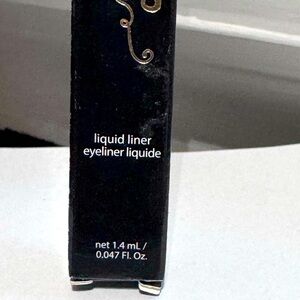 liquid liner
eyeliner liquide
net 1.4 mL /
0.047 Fl. Oz.